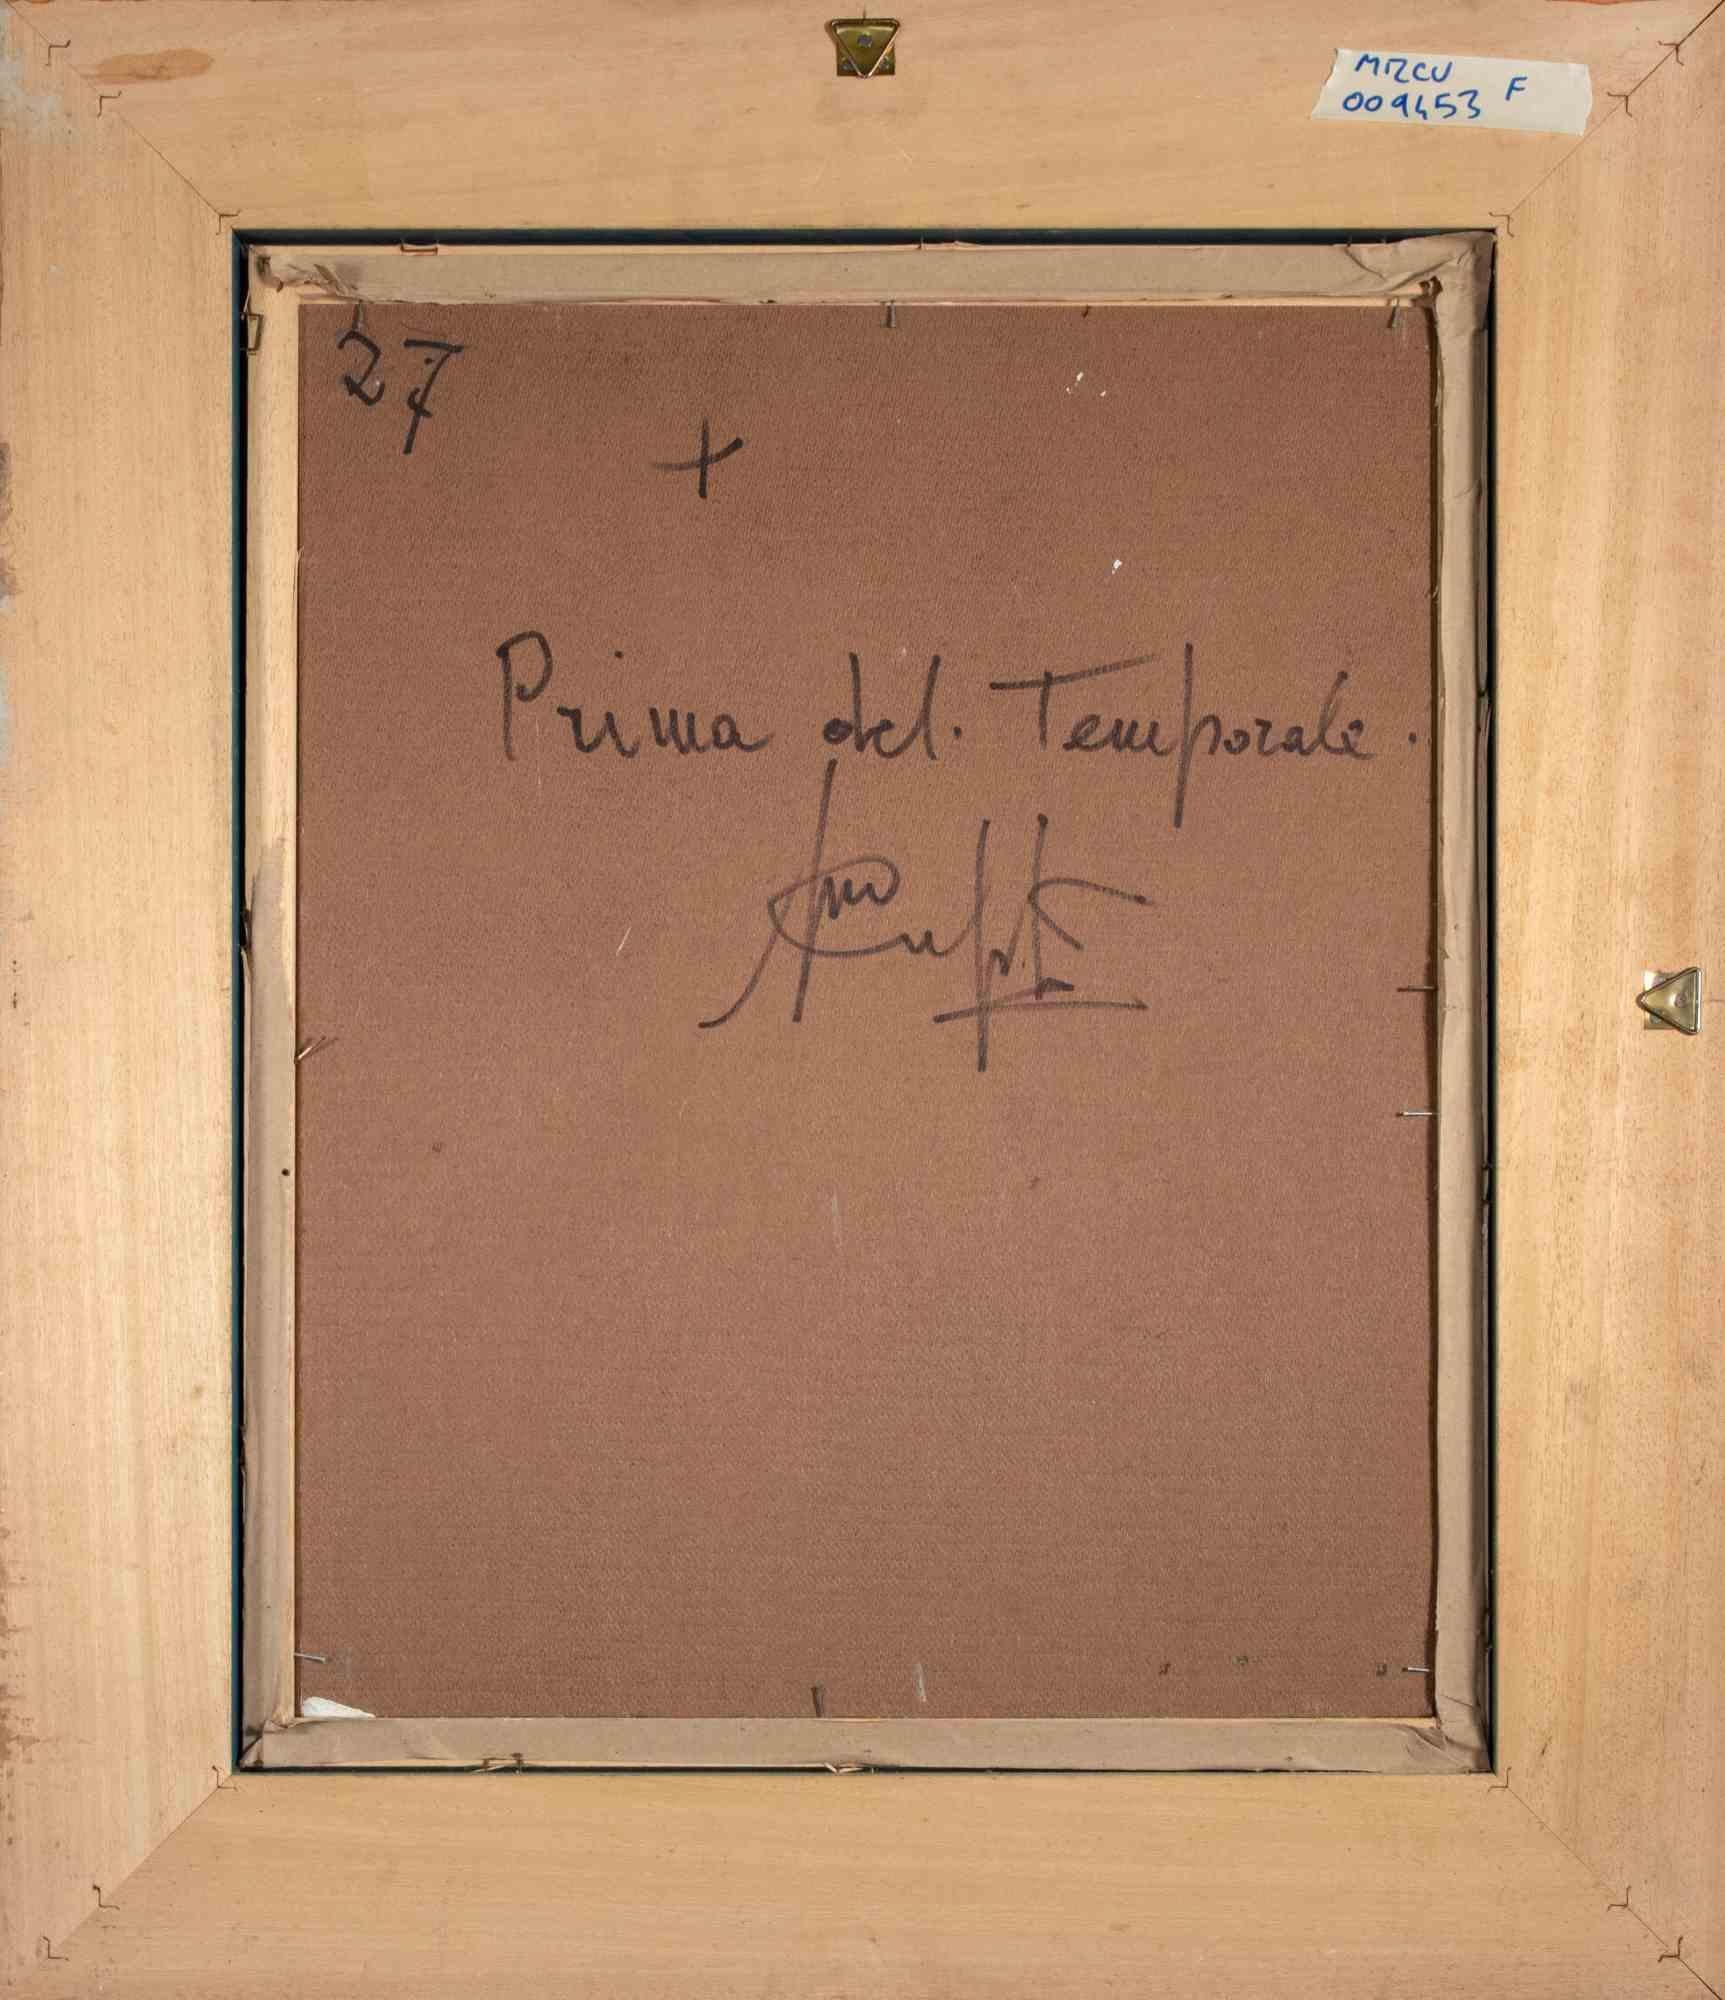 MRCU F
009453
27
+
Prima del. Temporale.